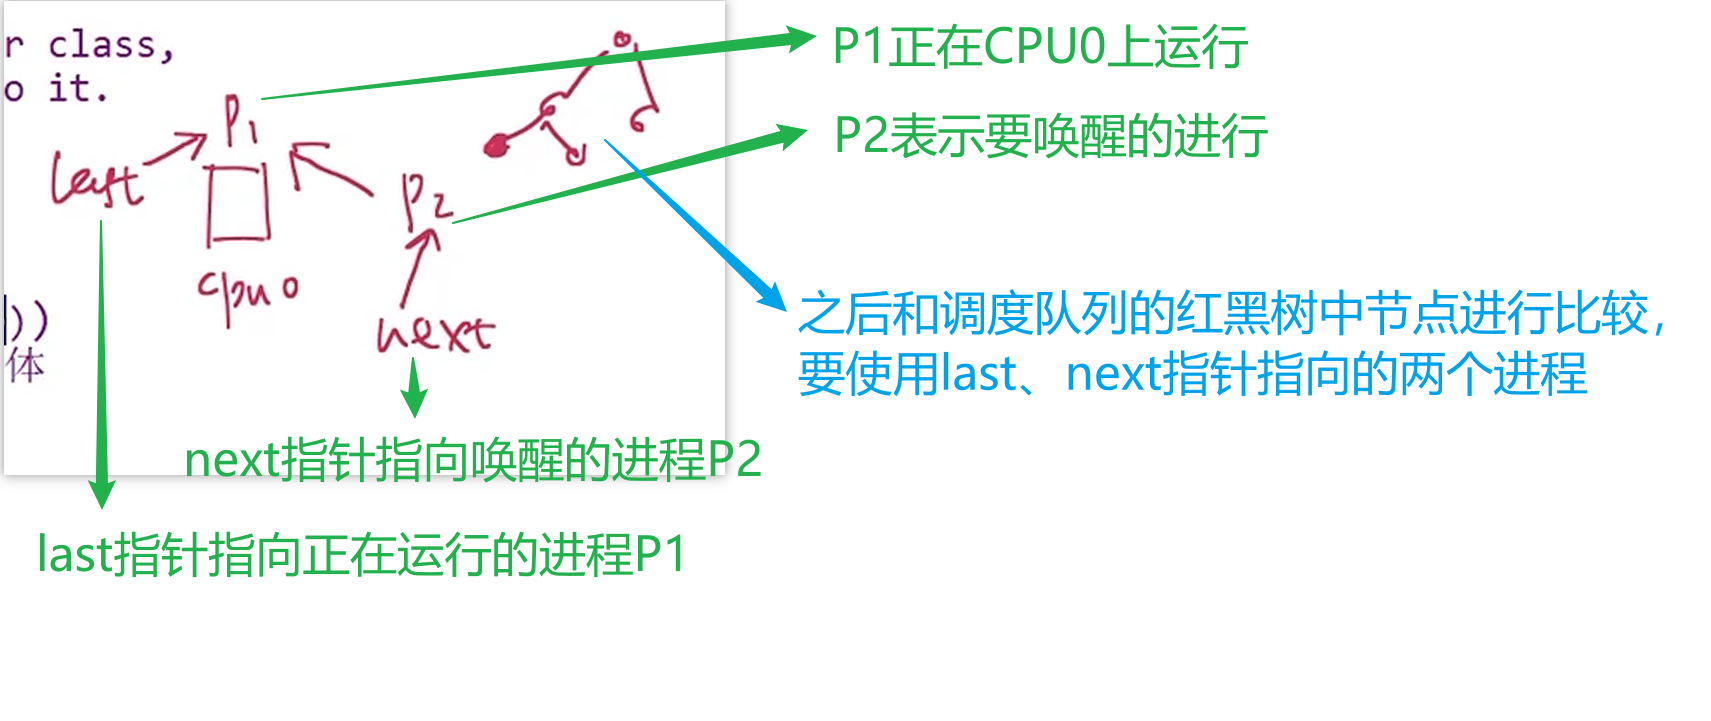 r class,
o it.
P1
last
P2
cpu0
next
))
体
P1正在CPU0上运行
P2表示要唤醒的进行
之后和调度队列的红黑树中节点进行比较，
要使用last、next指针指向的两个进程
next指针指向唤醒的进程P2
last指针指向正在运行的进程P1